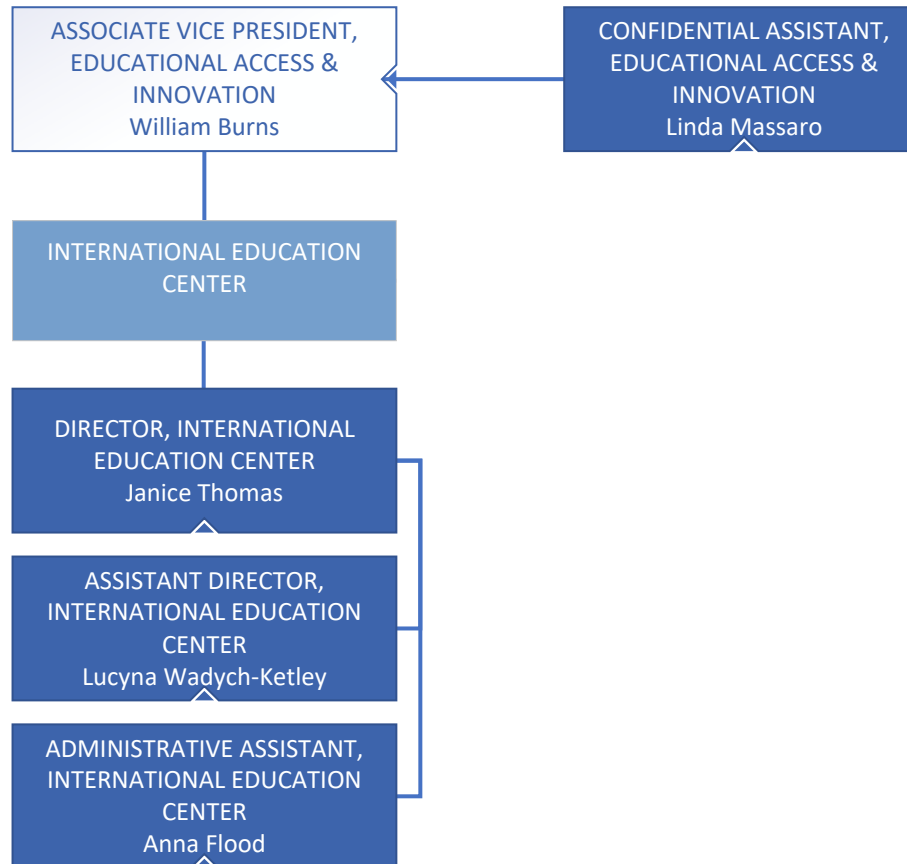 ASSOCIATE VICE PRESIDENT,
EDUCATIONAL ACCESS &
INNOVATION
William Burns
CONFIDENTIAL ASSISTANT,
EDUCATIONAL ACCESS &
INNOVATION
Linda Massaro
INTERNATIONAL EDUCATION
CENTER
DIRECTOR, INTERNATIONAL
EDUCATION CENTER
Janice Thomas
ASSISTANT DIRECTOR,
INTERNATIONAL EDUCATION
CENTER
Lucyna Wadych-Ketley
ADMINISTRATIVE ASSISTANT,
INTERNATIONAL EDUCATION
CENTER
Anna Flood